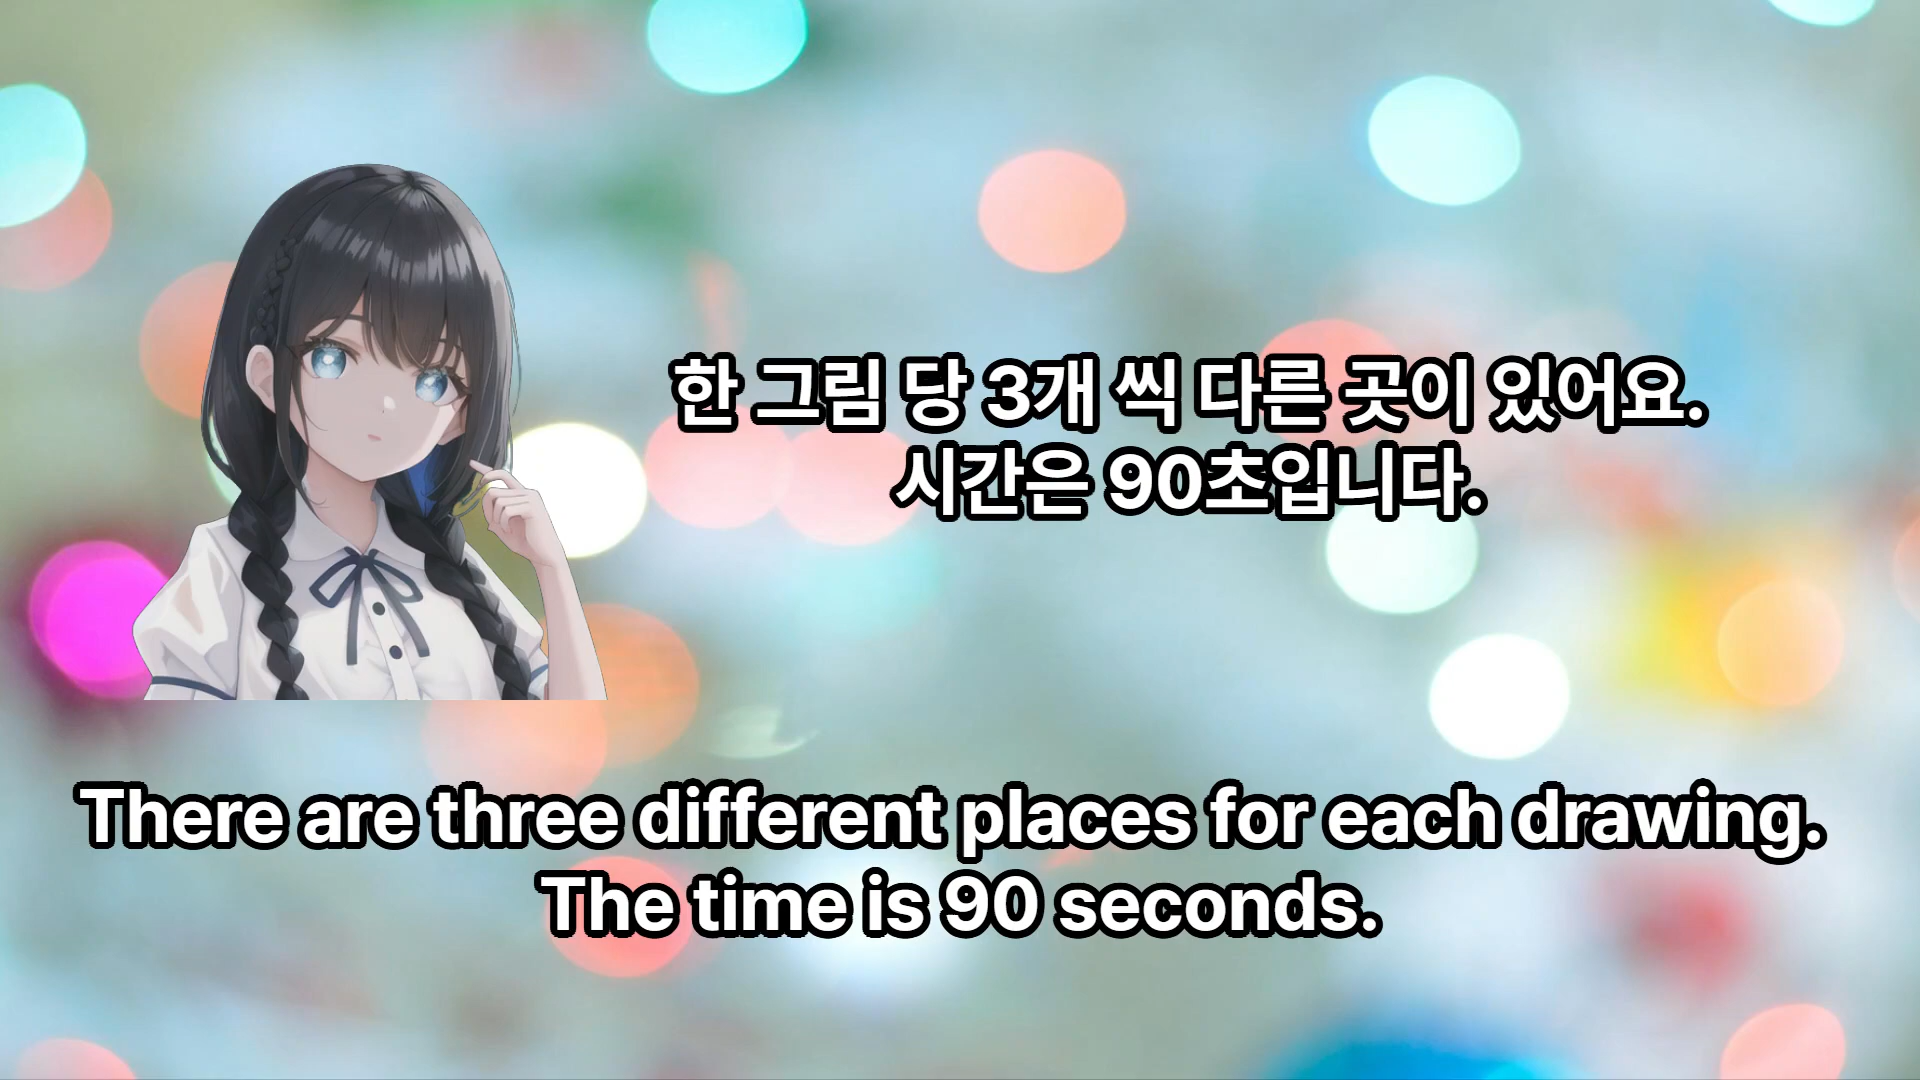 한 그림 당 3개 씩 다른 곳이 있어요.
시간은 90초입니다.
There are three different places for each drawing.
The time is 90 seconds.